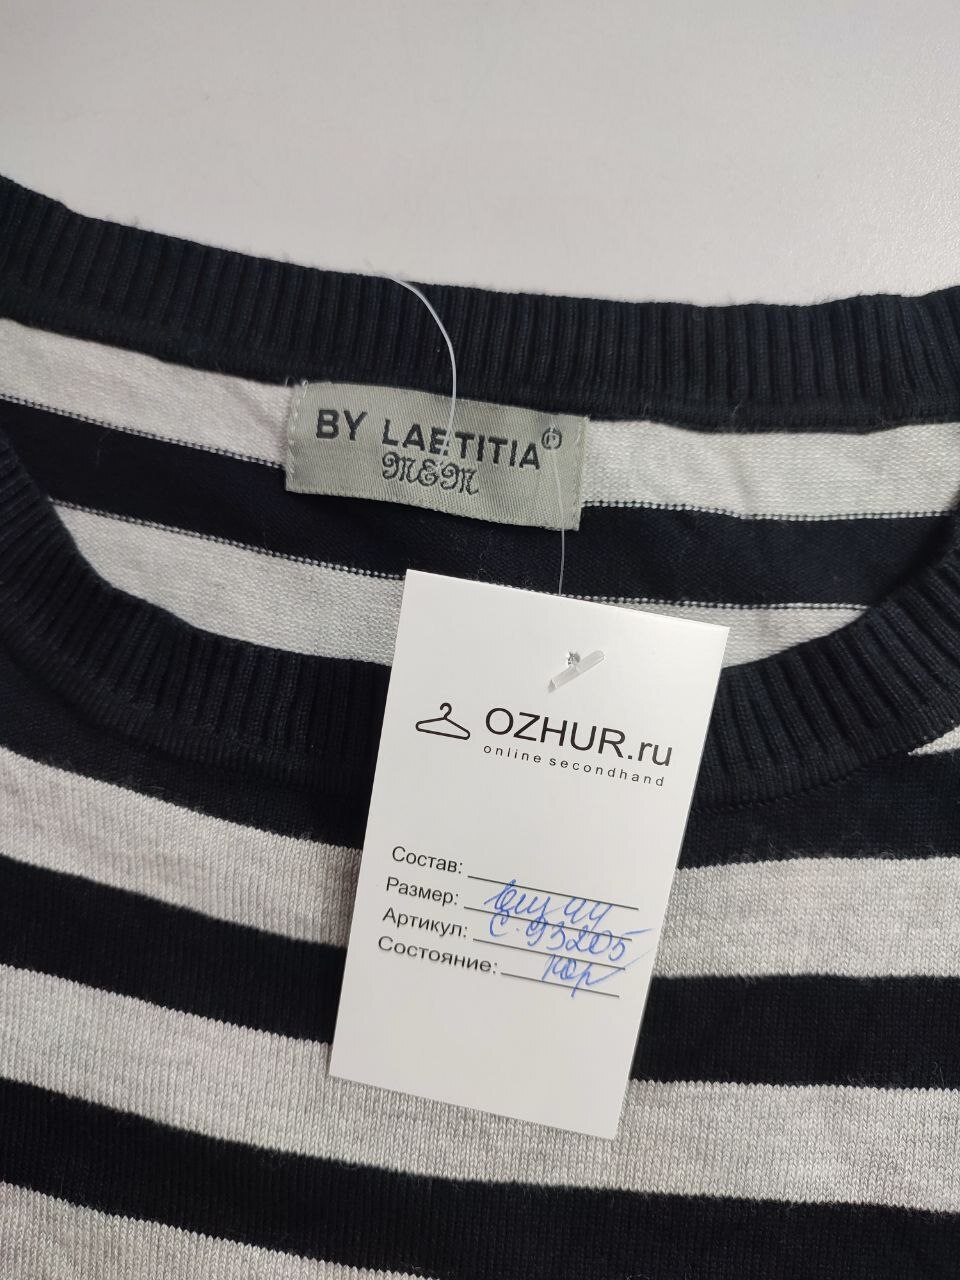 BY LAETITIA®
M&M
OZHUR.ru
online secondhand
Состав:
Размер:
Артикул: С-93205
Состояние: хор